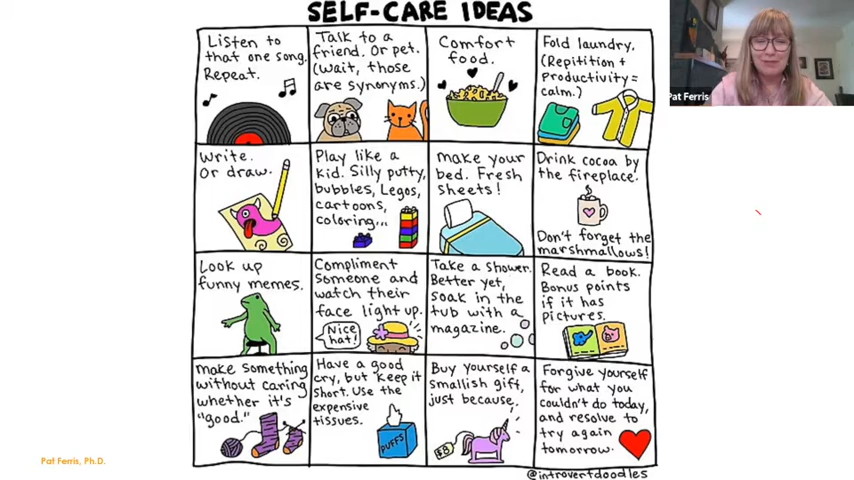 SELF-CARE IDEAS
Listen to
that one song.
Repeat.
Talk to a
friend. Or pet.
(wait, those
are synonyms.)
Comfort
food.
Fold laundry.
(Repitition +
productivity =
calm.)
Write.
Or draw.
Play like a
kid. Silly putty,
bubbles, Legos,
cartoons,
coloring...
make your
bed. Fresh
sheets!
Drink cocoa by
the fireplace.
Don't forget the
marshmallows!
Look up
funny memes.
Compliment
someone and
watch their
face light up.
Nice
hat!
Take a shower.
Better yet,
soak in the
tub with a
magazine.
Read a book.
Bonus points
if it has
pictures.
make something
without caring
whether it's
"good."
Have a good
cry, but keep it
short. Use the
expensive
tissues.
PUFFS
Buy yourself a
smallish gift,
just because.
$8
Forgive yourself
for what you
couldn't do today,
and resolve to
try again
tomorrow.
@introvertdoodles
Pat Ferris
Pat Ferris, Ph.D.